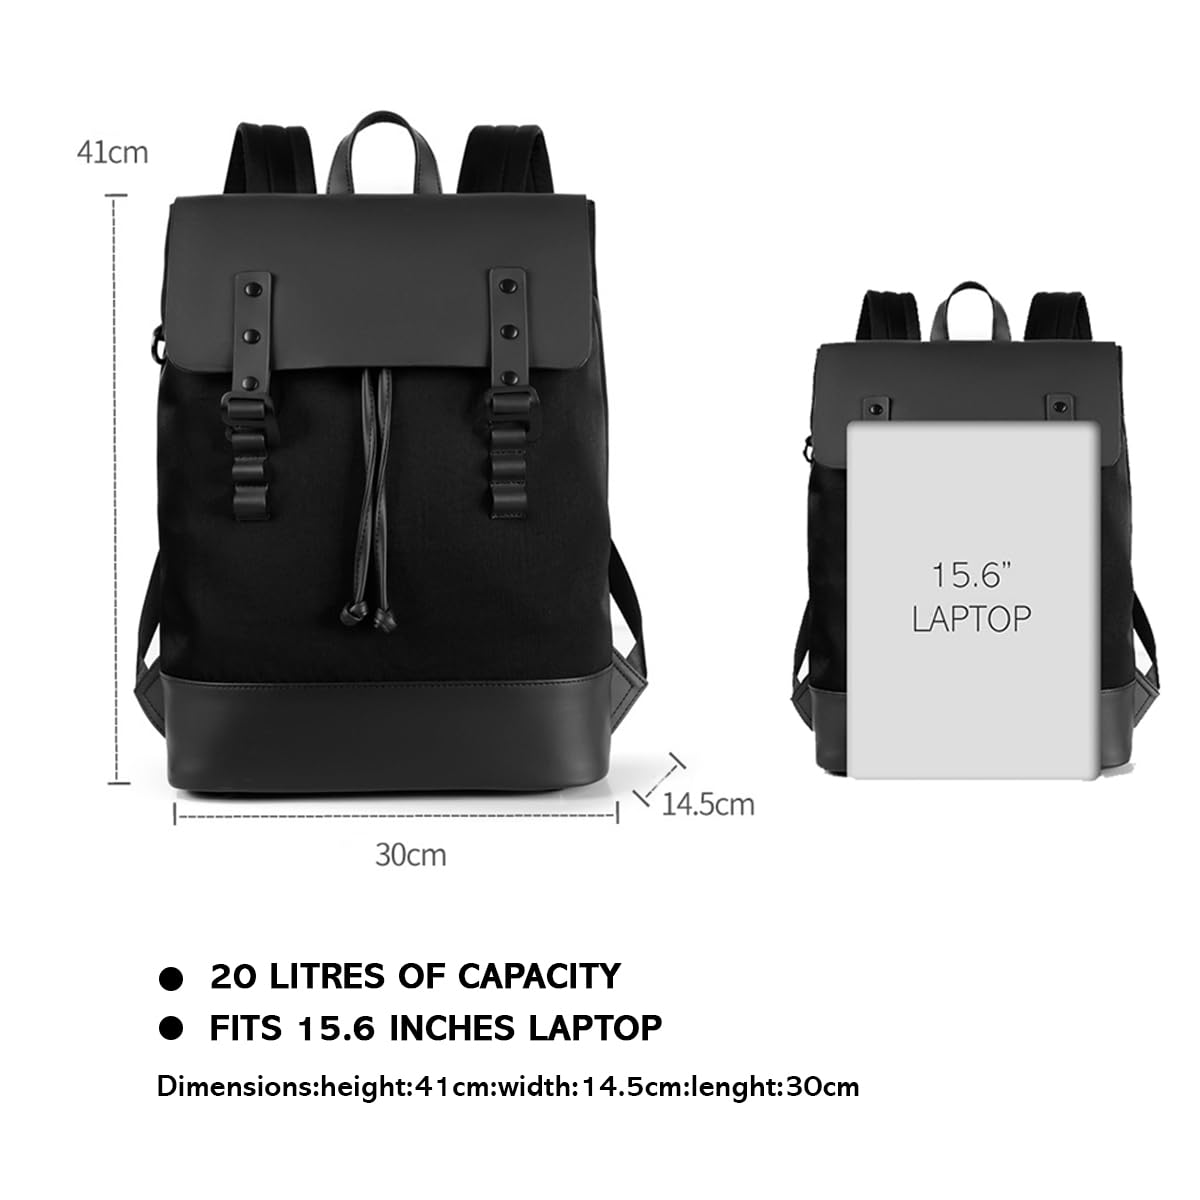 41cm
15.6”
LAPTOP
14.5cm
30cm
● 20 LITRES OF CAPACITY
● FITS 15.6 INCHES LAPTOP
Dimensions:height:41cm:width:14.5cm:lenght:30cm